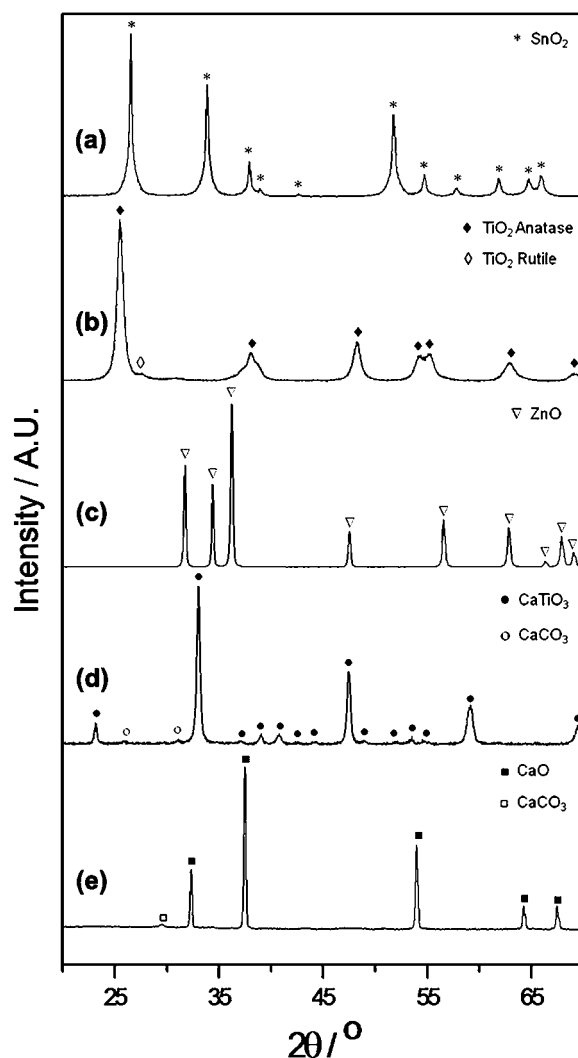 * SnO₂
(a)
♦ TiO₂ Anatase
◊ TiO₂ Rutile
(b)
▽ ZnO
(c)
● CaTiO₃
○ CaCO₃
(d)
■ CaO
□ CaCO₃
(e)
Intensity / A.U.
25 35 45 55 65
2θ / º